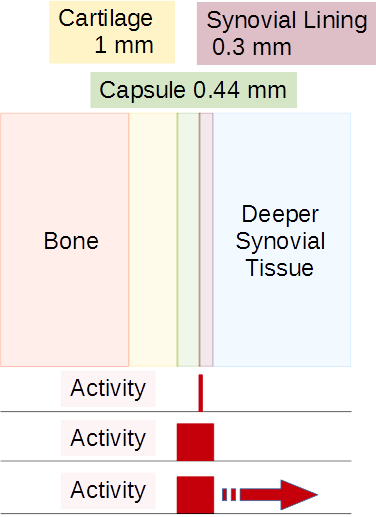 Cartilage
1 mm
Synovial Lining
0.3 mm
Capsule 0.44 mm
Bone
Deeper
Synovial
Tissue
Activity
Activity
Activity